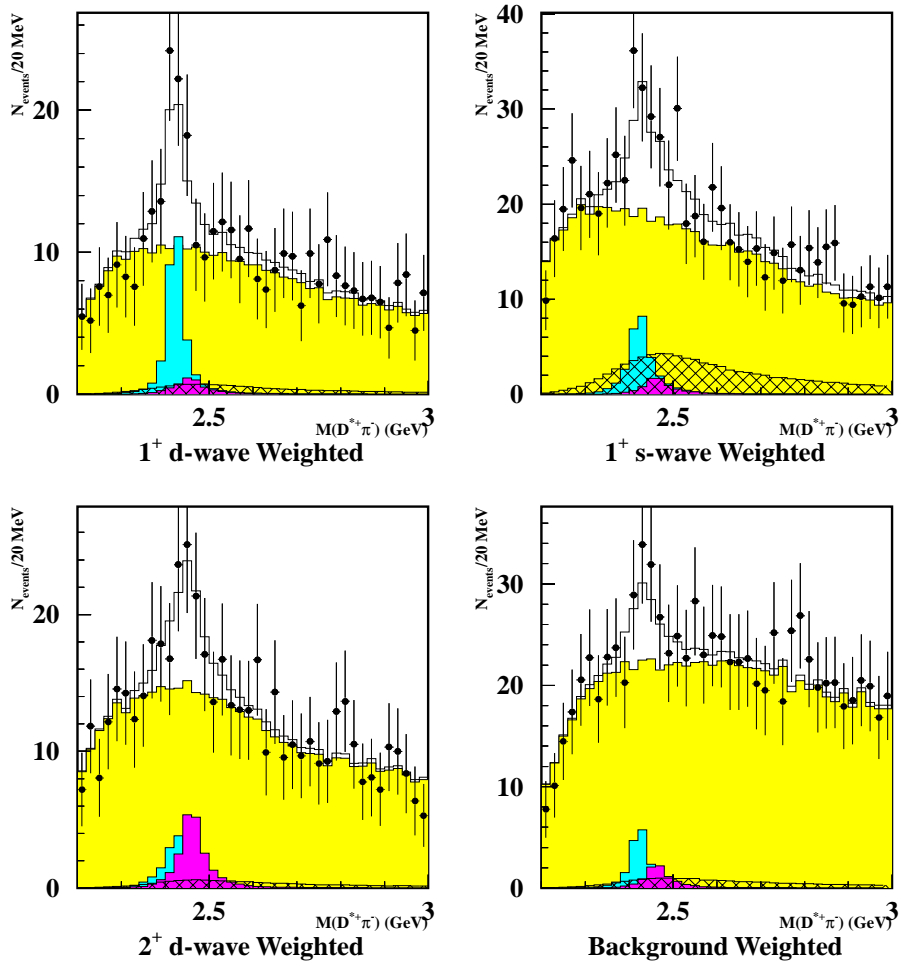 N_events/20 MeV
20
10
0
2.5
3
M(D^{*+}π^-) (GeV)
1^+ d-wave Weighted
N_events/20 MeV
40
30
20
10
0
2.5
3
M(D^{*+}π^-) (GeV)
1^+ s-wave Weighted
N_events/20 MeV
20
10
0
2.5
3
M(D^{*+}π^-) (GeV)
2^+ d-wave Weighted
N_events/20 MeV
30
20
10
0
2.5
3
M(D^{*+}π^-) (GeV)
Background Weighted